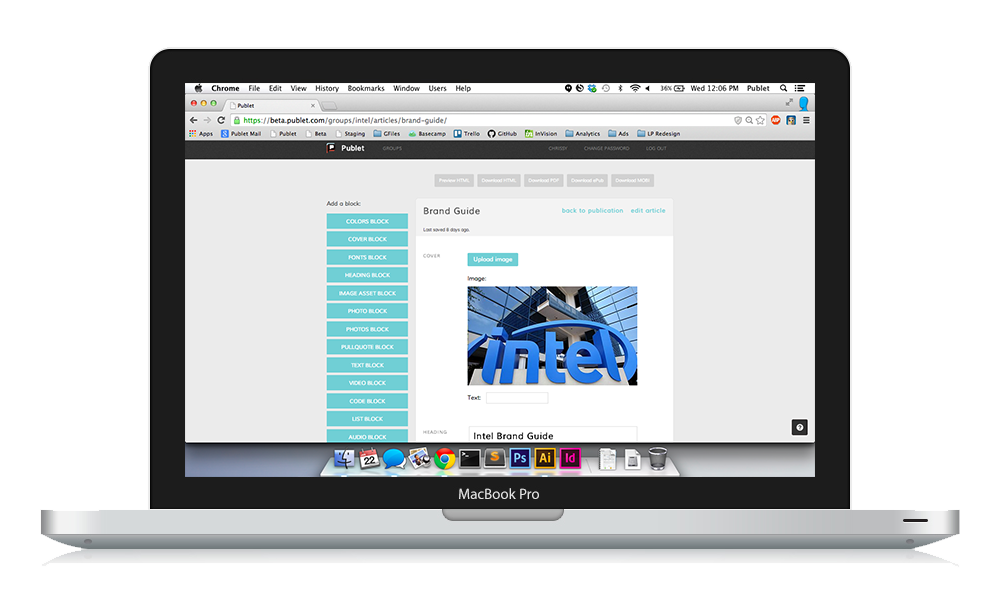 Chrome File Edit View History Bookmarks Window Users Help 36% Wed 12:06 PM Publet
Publet
https://beta.publet.com/groups/intel/articles/brand-guide/
Apps Publet Mail Publet Beta Staging GFiles Basecamp Trello GitHub InVision Analytics Ads LP Redesign
Publet GROUPS CHRISSY CHANGE PASSWORD LOG OUT
Preview HTML Download HTML Download PDF Download ePub Download MOBI
Add a block:
COLORS BLOCK
COVER BLOCK
FONTS BLOCK
HEADING BLOCK
IMAGE ASSET BLOCK
PHOTO BLOCK
PHOTOS BLOCK
PULLQUOTE BLOCK
TEXT BLOCK
VIDEO BLOCK
CODE BLOCK
LIST BLOCK
AUDIO BLOCK
Brand Guide back to publication edit article
Last saved 8 days ago.
COVER Upload image
Image:
intel
Text:
HEADING Intel Brand Guide
?
22 S Ps Ai Id
MacBook Pro